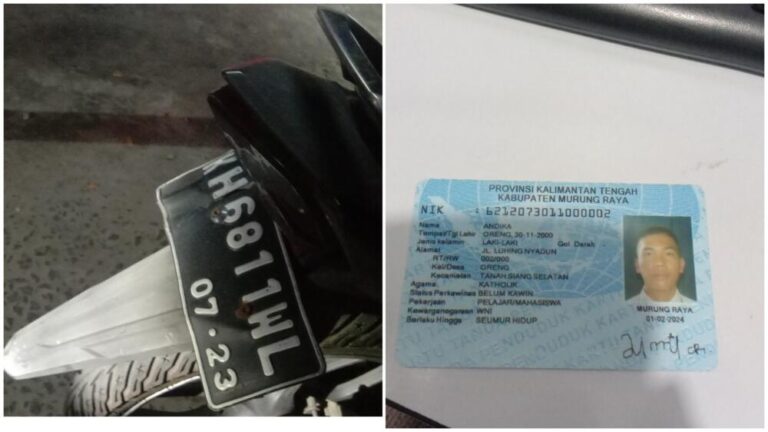 KH6811WL
07·23
PROVINSI KALIMANTAN TENGAH
KABUPATEN MURUNG RAYA
NIK : 6212073011000002
Nama : ANDIKA
Tempat/Tgl Lahir : ORENG, 30-11-2000
Jenis kelamin : LAKI-LAKI Gol Darah
Alamat : JL. LUHING NYAGUN
RT/RW : 002/000
Kel/Desa : ORENG
Kecamatan : TANAH SIANG SELATAN
Agama : KATHOLIK
Status Perkawinan: BELUM KAWIN
Pekerjaan : PELAJAR/MAHASISWA
Kewarganegaraan: WNI
Berlaku Hingga : SEUMUR HIDUP
MURUNG RAYA
01-02-2024